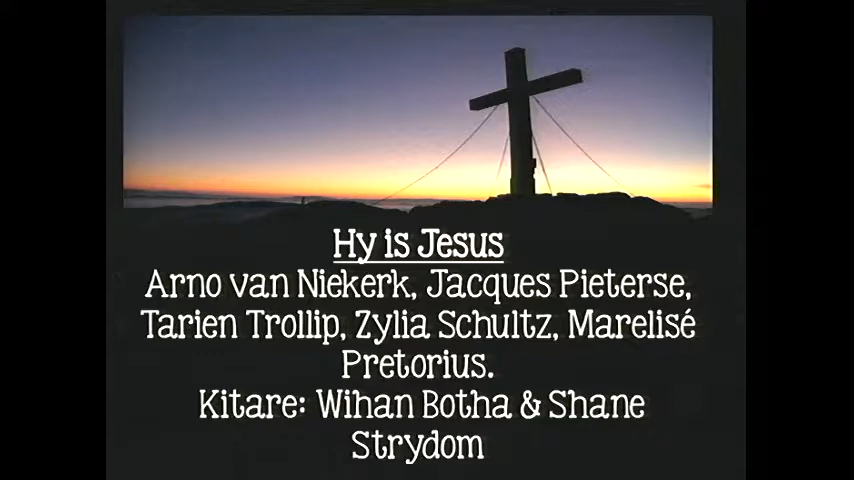 Hy is Jesus
Arno van Niekerk, Jacques Pieterse,
Tarien Trollip, Zylia Schultz, Marelisé
Pretorius.
Kitare: Wihan Botha & Shane
Strydom